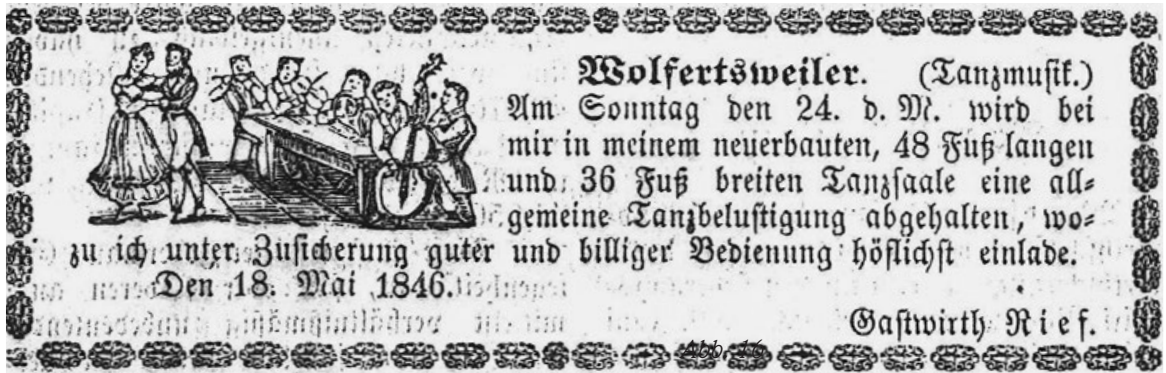 Wolfertsweiler. (Tanzmusik.)
Am Sonntag den 24. d. M. wird bei
mir in meinem neuerbauten, 48 Fuß langen
und 36 Fuß breiten Tanzsaale eine all-
gemeine Tanzbelustigung abgehalten, wo-
zu ich unter Zusicherung guter und billiger Bedienung höflichst einlade.
Den 18. Mai 1846.
Gastwirth Rief.
Abb. 16